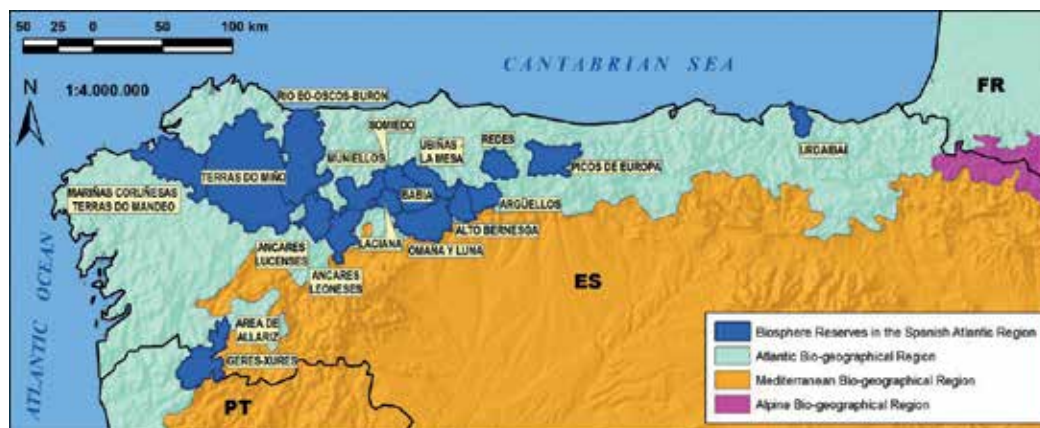 50 25 0 50 100 km
N
1:4.000.000
CANTABRIAN SEA
FR
RIO EO-OSCOS-BURON
SOMIEDO
MUNIELLOS
UBIÑAS -
LA MESA
REDES
URDAIBAI
TERRAS DO MIÑO
BABIA
PICOS DE EUROPA
MARIÑAS CORUÑESAS
TERRAS DO MANDEO
ARGÜELLOS
ALTO BERNESGA
LACIANA
OMAÑA Y LUNA
ANCARES
LUCENSES
ANCARES
LEONESES
ES
ATLANTIC OCEAN
AREA DE
ALLARIZ
GERES-XURES
PT
Biosphere Reserves in the Spanish Atlantic Region
Atlantic Bio-geographical Region
Mediterranean Bio-geographical Region
Alpine Bio-geographical Region